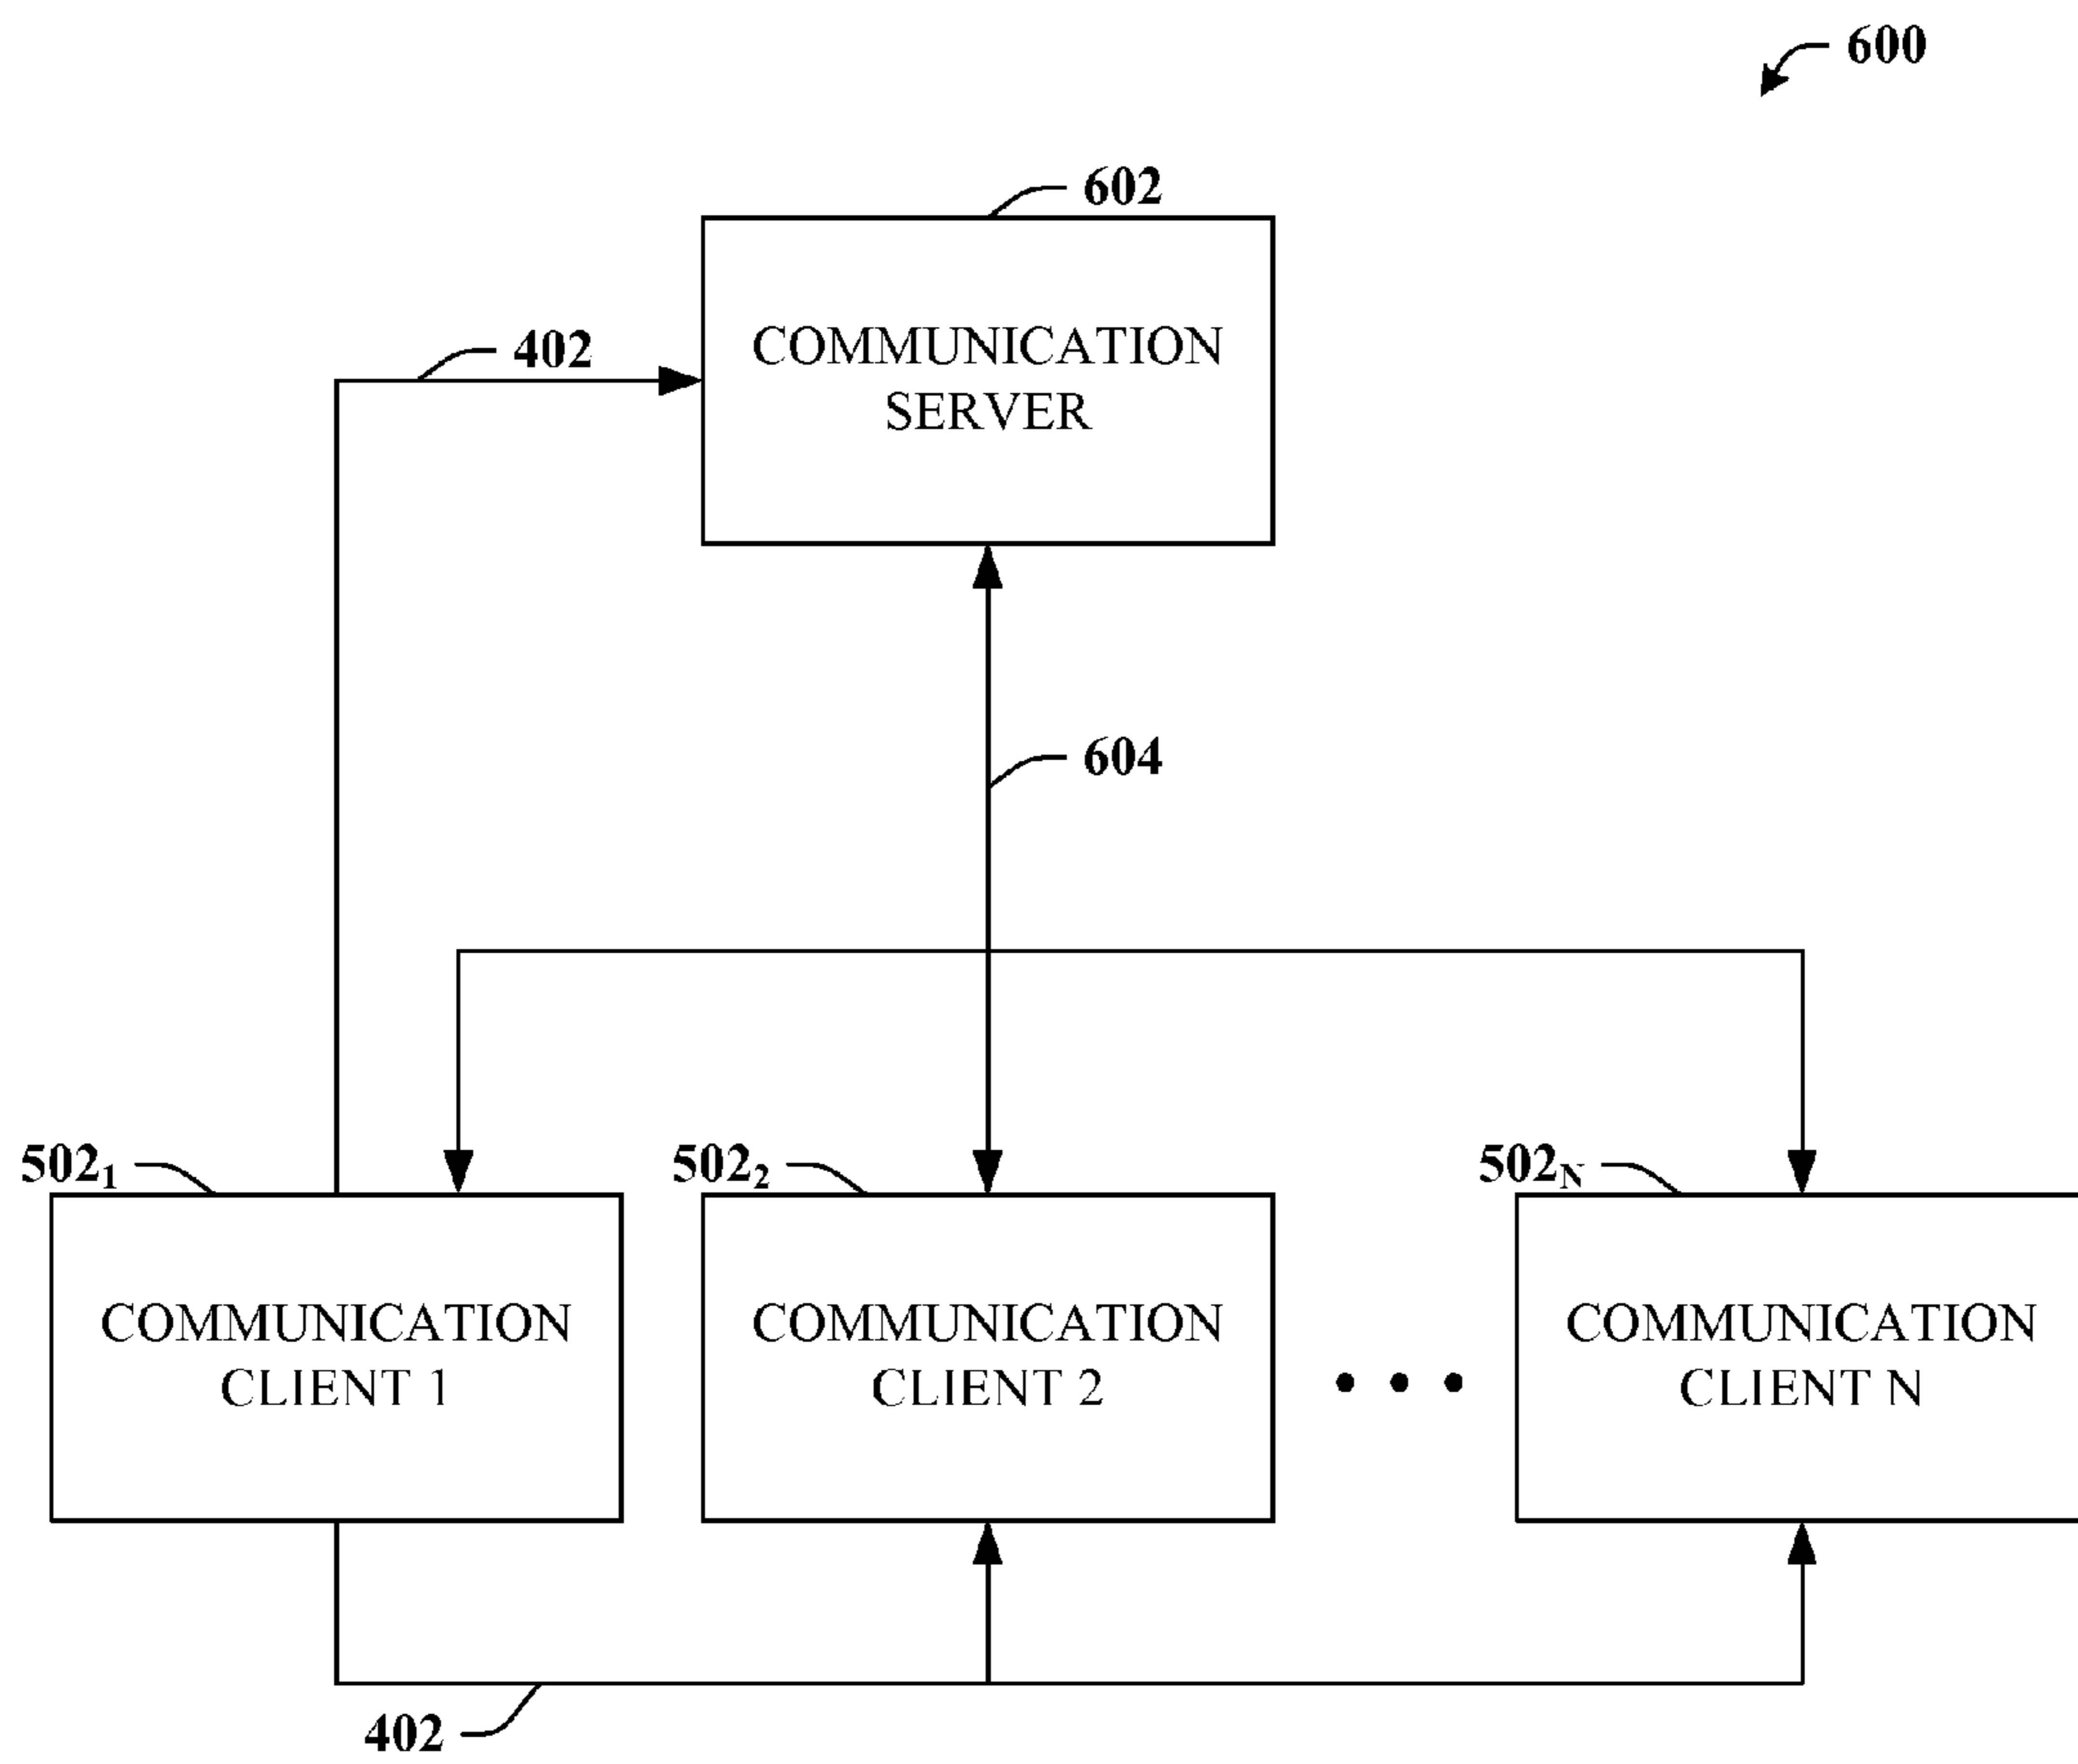 600
602
COMMUNICATION
SERVER
402
604
502₁
502₂
502N
COMMUNICATION
CLIENT 1
COMMUNICATION
CLIENT 2
COMMUNICATION
CLIENT N
402